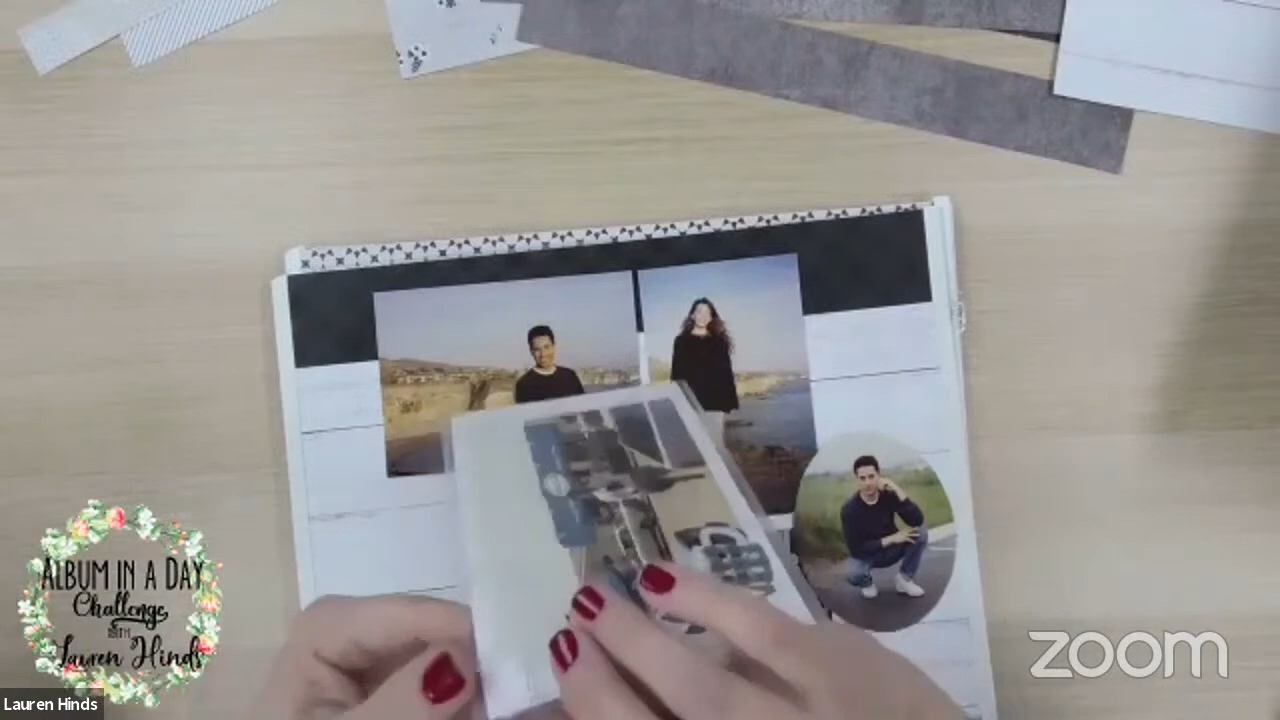 ALBUM IN A DAY
Challenge
WITH
Lauren Hinds
zoom
Lauren Hinds